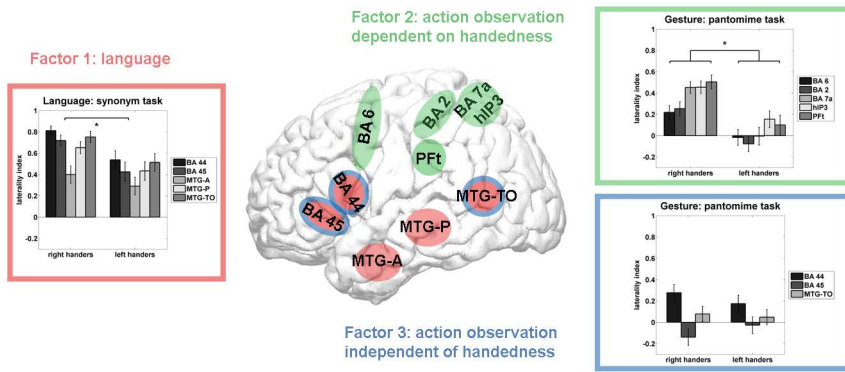 Factor 1: language
Language: synonym task
laterality index
1
0.8
0.6
0.4
0.2
0
-0.2
*
BA 44
BA 45
MTG-A
MTG-P
MTG-TO
right handers
left handers
Factor 2: action observation
dependent on handedness
BA 6
BA 2
BA 7a
hIP3
PFt
BA 44
BA 45
MTG-TO
MTG-P
MTG-A
Factor 3: action observation
independent of handedness
Gesture: pantomime task
laterality index
1
0.8
0.6
0.4
0.2
0
-0.2
*
BA 6
BA 2
BA 7a
hIP3
PFt
right handers
left handers
Gesture: pantomime task
laterality index
1
0.8
0.6
0.4
0.2
0
-0.2
BA 44
BA 45
MTG-TO
right handers
left handers